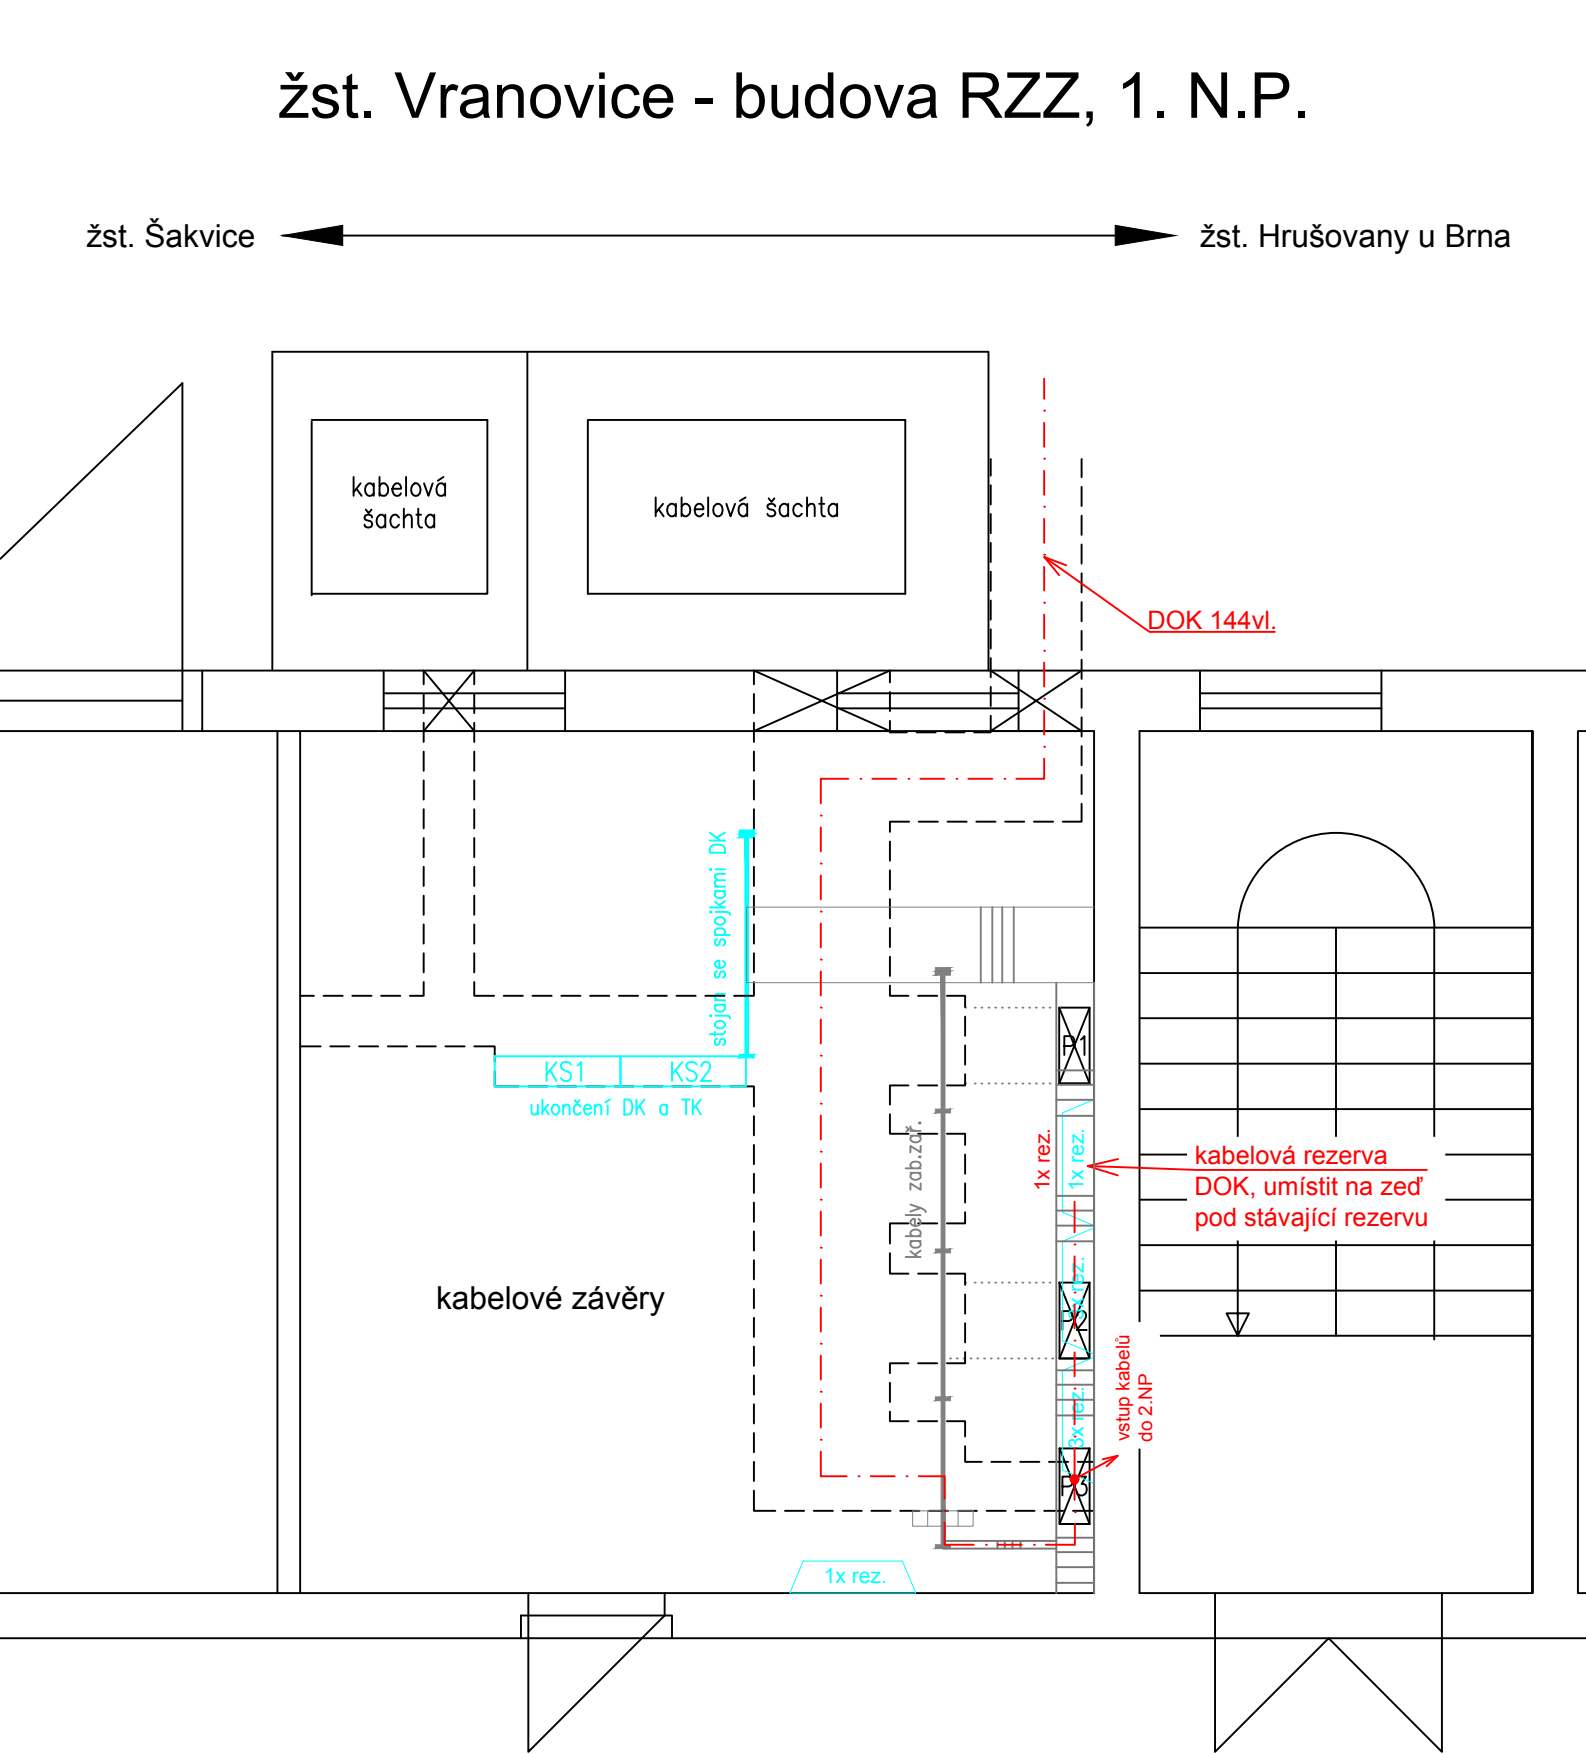 žst. Vranovice - budova RZZ, 1. N.P.
žst. Šakvice
žst. Hrušovany u Brna
kabelová
šachta
kabelová šachta
DOK 144vl.
stojan se spojkami DK
KS1
KS2
ukončení DK a TK
P1
kabely zab.zař.
1x rez.
1x rez.
kabelová rezerva
DOK, umístit na zeď
pod stávající rezervu
kabelové závěry
P2
vstup kabelů
do 2.NP
3x rez.
P3
1x rez.